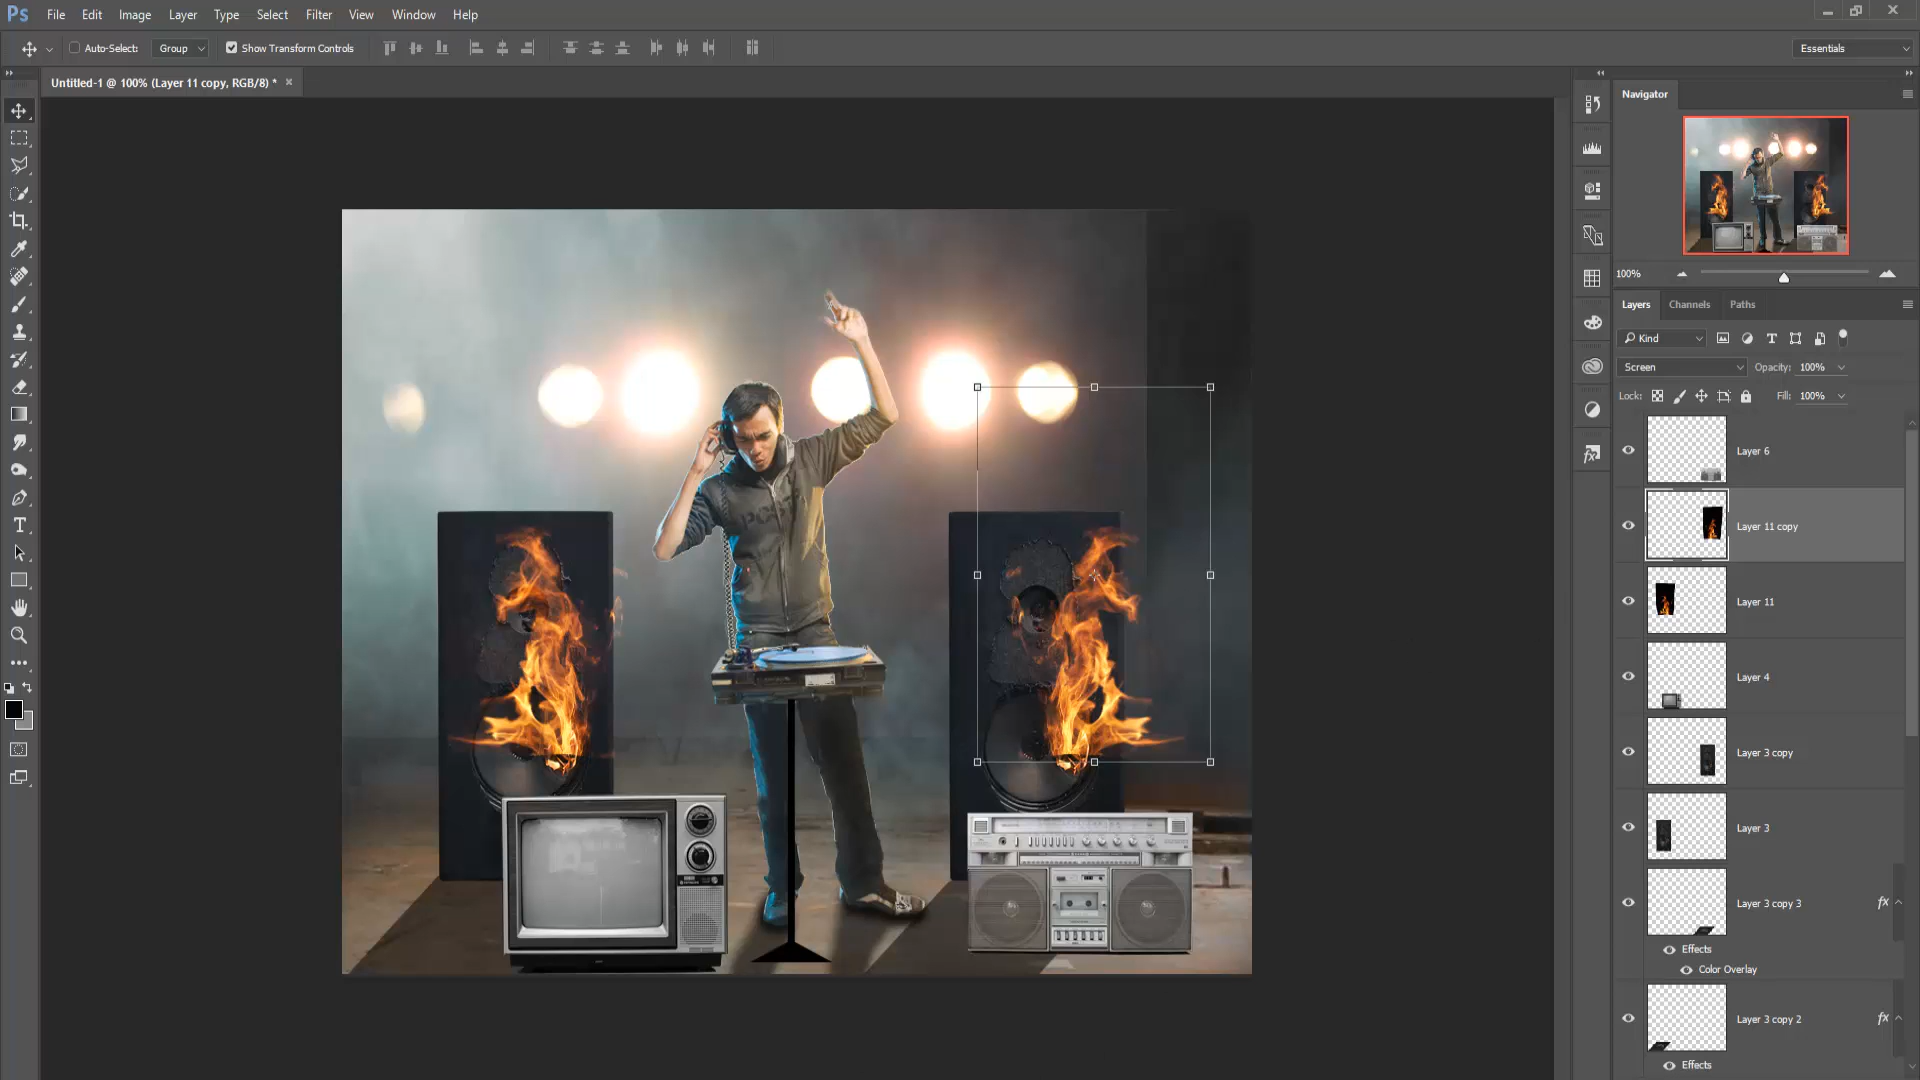 Ps File Edit Image Layer Type Select Filter View Window Help
Auto-Select: Group Show Transform Controls Essentials
Untitled-1 @ 100% (Layer 11 copy, RGB/8) *
Navigator
100%
Layers Channels Paths
Kind
Screen Opacity: 100%
Lock: Fill: 100%
Layer 6
Layer 11 copy
Layer 11
Layer 4
Layer 3 copy
Layer 3
Layer 3 copy 3 fx
Effects
Color Overlay
Layer 3 copy 2 fx
Effects